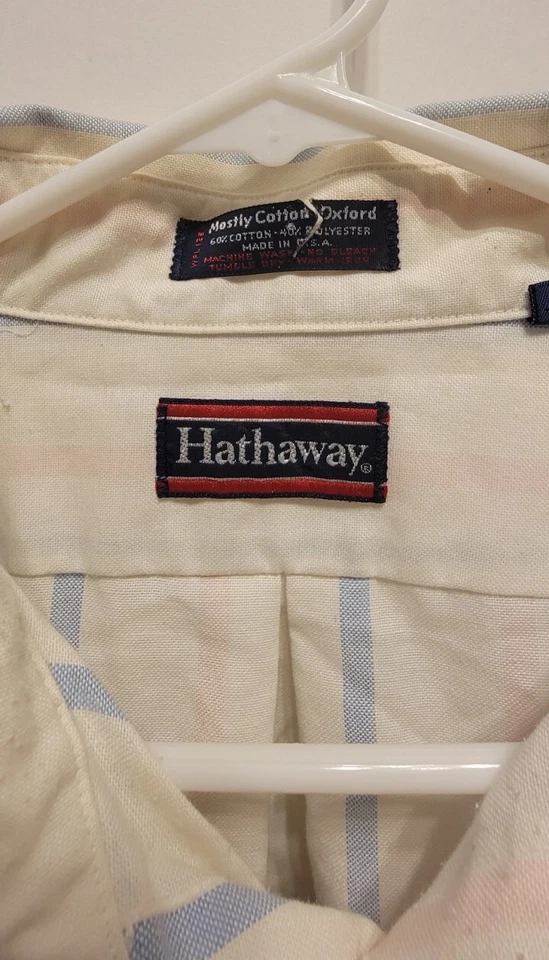 Mostly Cotton Oxford
60% COTTON - 40% POLYESTER
MADE IN U.S.A.
MACHINE WASH - NO BLEACH
TUMBLE DRY - WARM IRON
Hathaway®